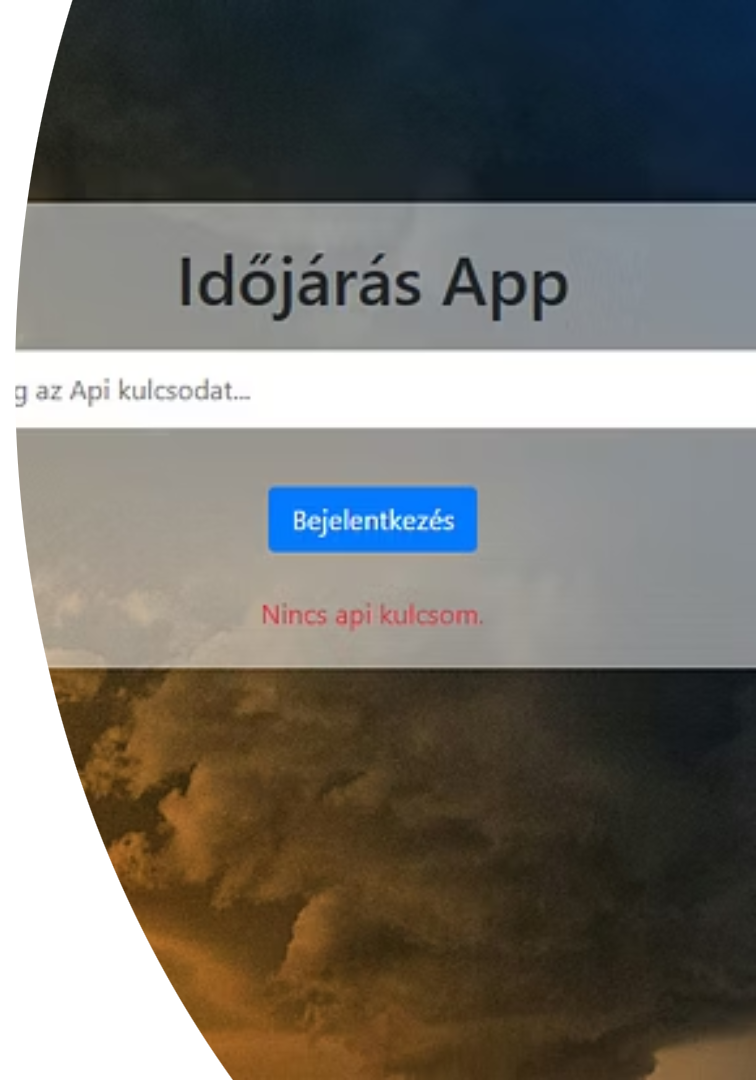 Időjárás App
g az Api kulcsodat...
Bejelentkezés
Nincs api kulcsom.